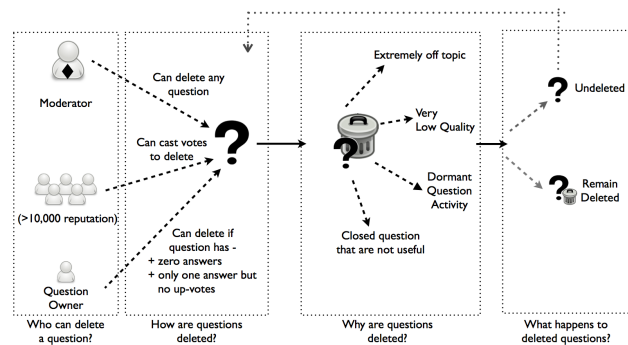 Moderator
(>10,000 reputation)
Question
Owner
Who can delete
a question?
Can delete any
question
Can cast votes
to delete
?
Can delete if
question has -
+ zero answers
+ only one answer but
no up-votes
How are questions
deleted?
Extremely off topic
Very
Low Quality
?
Dormant
Question
Activity
Closed question
that are not useful
Why are questions
deleted?
?
Undeleted
?
Remain
Deleted
What happens to
deleted questions?